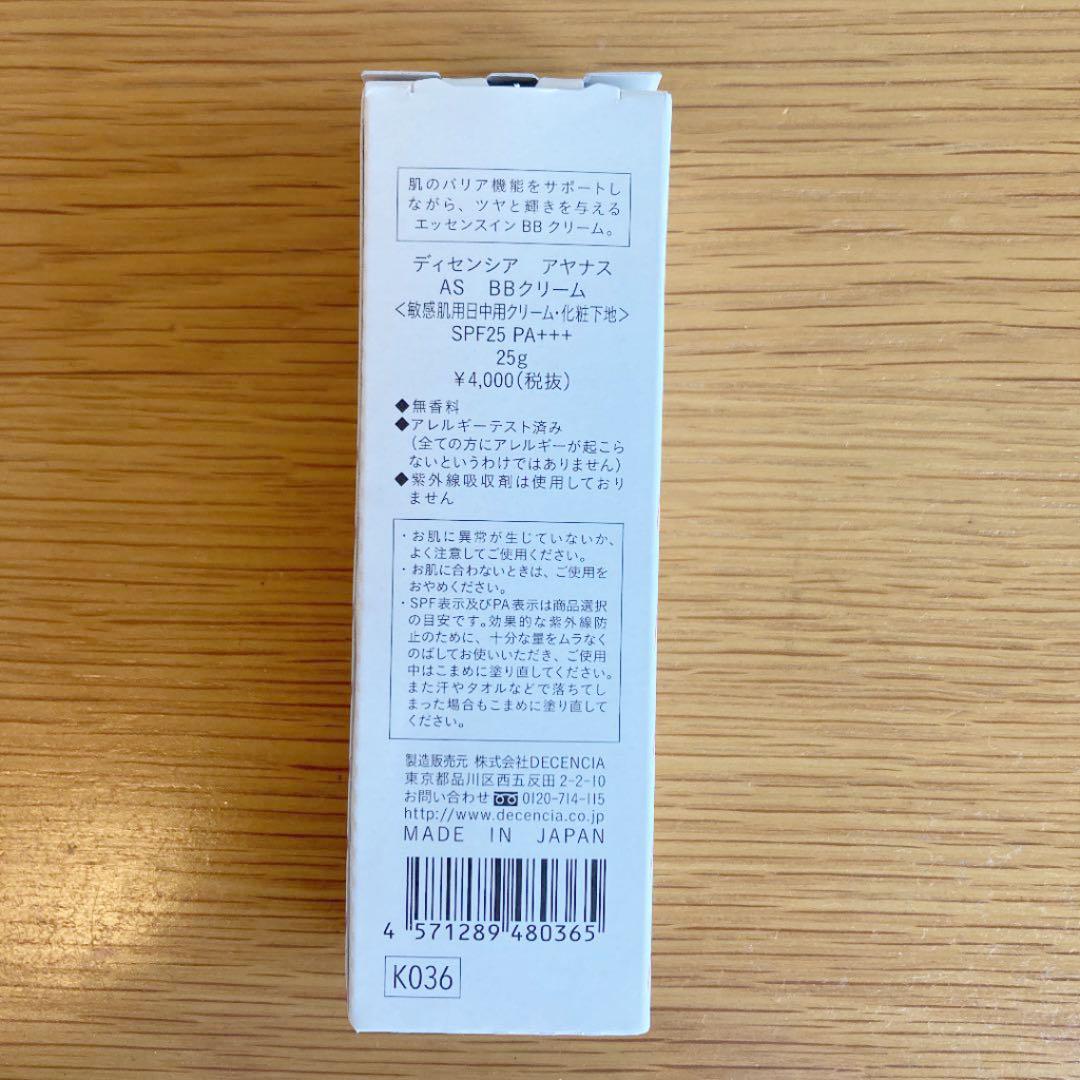 肌のバリア機能をサポートし
ながら、ツヤと輝きを与える
エッセンスイン BB クリーム。
ディセンシア アヤナス
AS BBクリーム
<敏感肌用日中用クリーム・化粧下地>
SPF25 PA+++
25g
¥4,000(税抜)
◆無香料
◆アレルギーテスト済み
(全ての方にアレルギーが起こら
ないというわけではありません)
◆紫外線吸収剤は使用しており
ません
・お肌に異常が生じていないか、
よく注意してご使用ください。
・お肌に合わないときは、ご使用を
おやめください。
・SPF表示及びPA表示は商品選択
の目安です。効果的な紫外線防
止のために、十分な量をムラなく
のばしてお使いいただき、ご使用
中はこまめに塗り直してください。
また汗やタオルなどで落ちてし
まった場合もこまめに塗り直して
ください。
製造販売元 株式会社DECENCIA
東京都品川区西五反田2-2-10
お問い合わせ 0120-714-115
http://www.decencia.co.jp
MADE IN JAPAN
4 571289 480365
K036